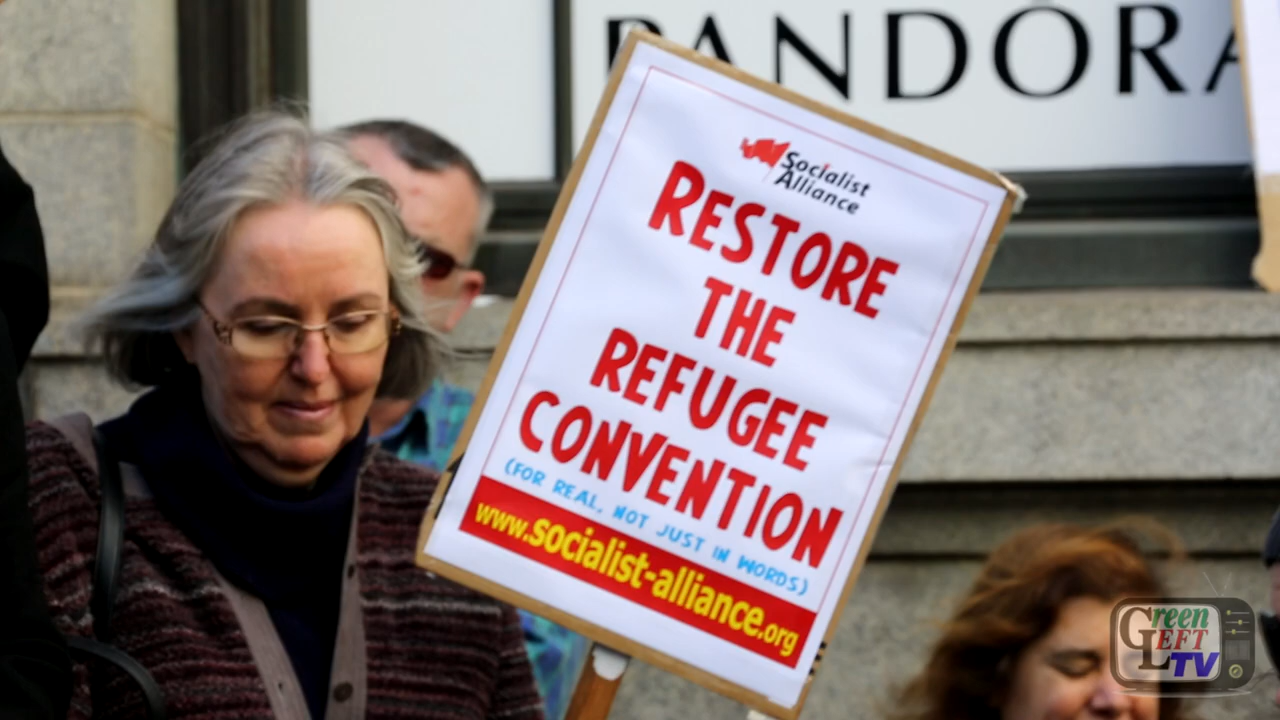 PANDORA
Socialist
Alliance
RESTORE
THE
REFUGEE
CONVENTION
(FOR REAL, NOT JUST IN WORDS)
www.socialist-alliance.org
Green
LEFT
TV